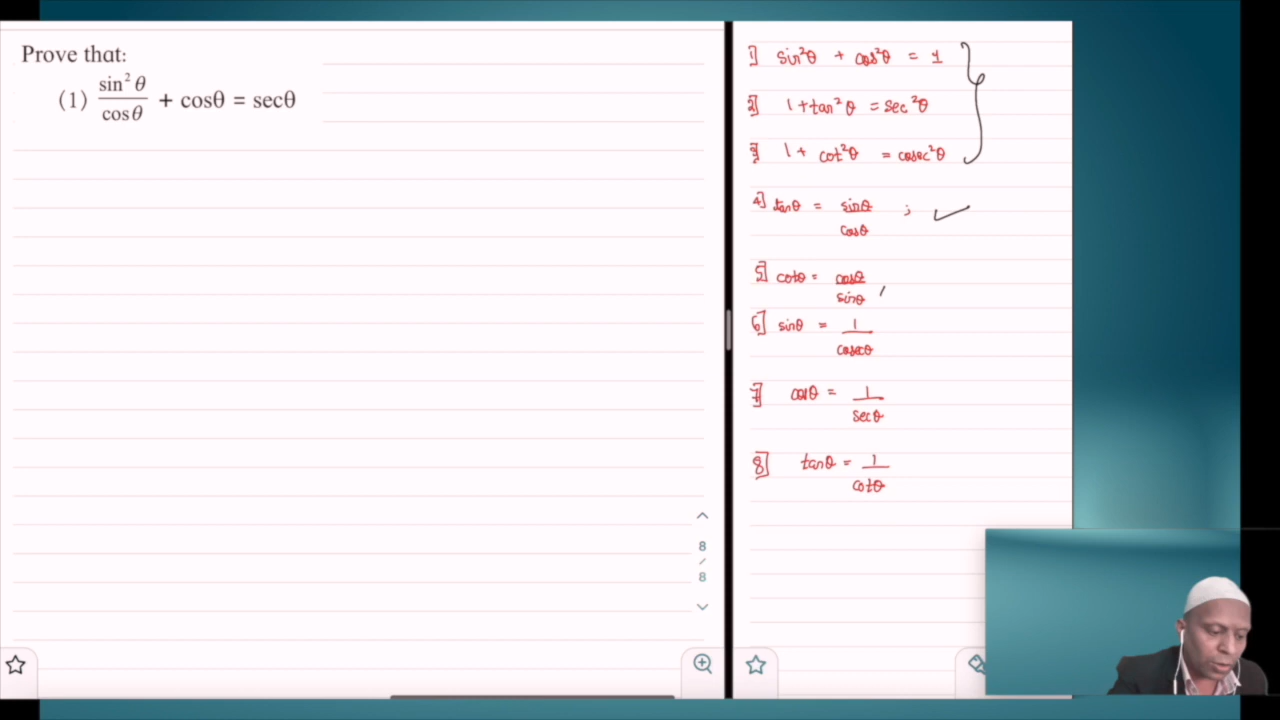 Prove that:
(1) sin² θ / cos θ + cosθ = secθ
8
/
8
1] sin²θ + cos²θ = 1
2] 1 + tan²θ = sec²θ
3] 1 + cot²θ = cosec²θ
4] tanθ = sinθ / cosθ ;
5] cotθ = cosθ / sinθ ,
6] sinθ = 1 / cosecθ
7] cosθ = 1 / secθ
8] tanθ = 1 / cotθ